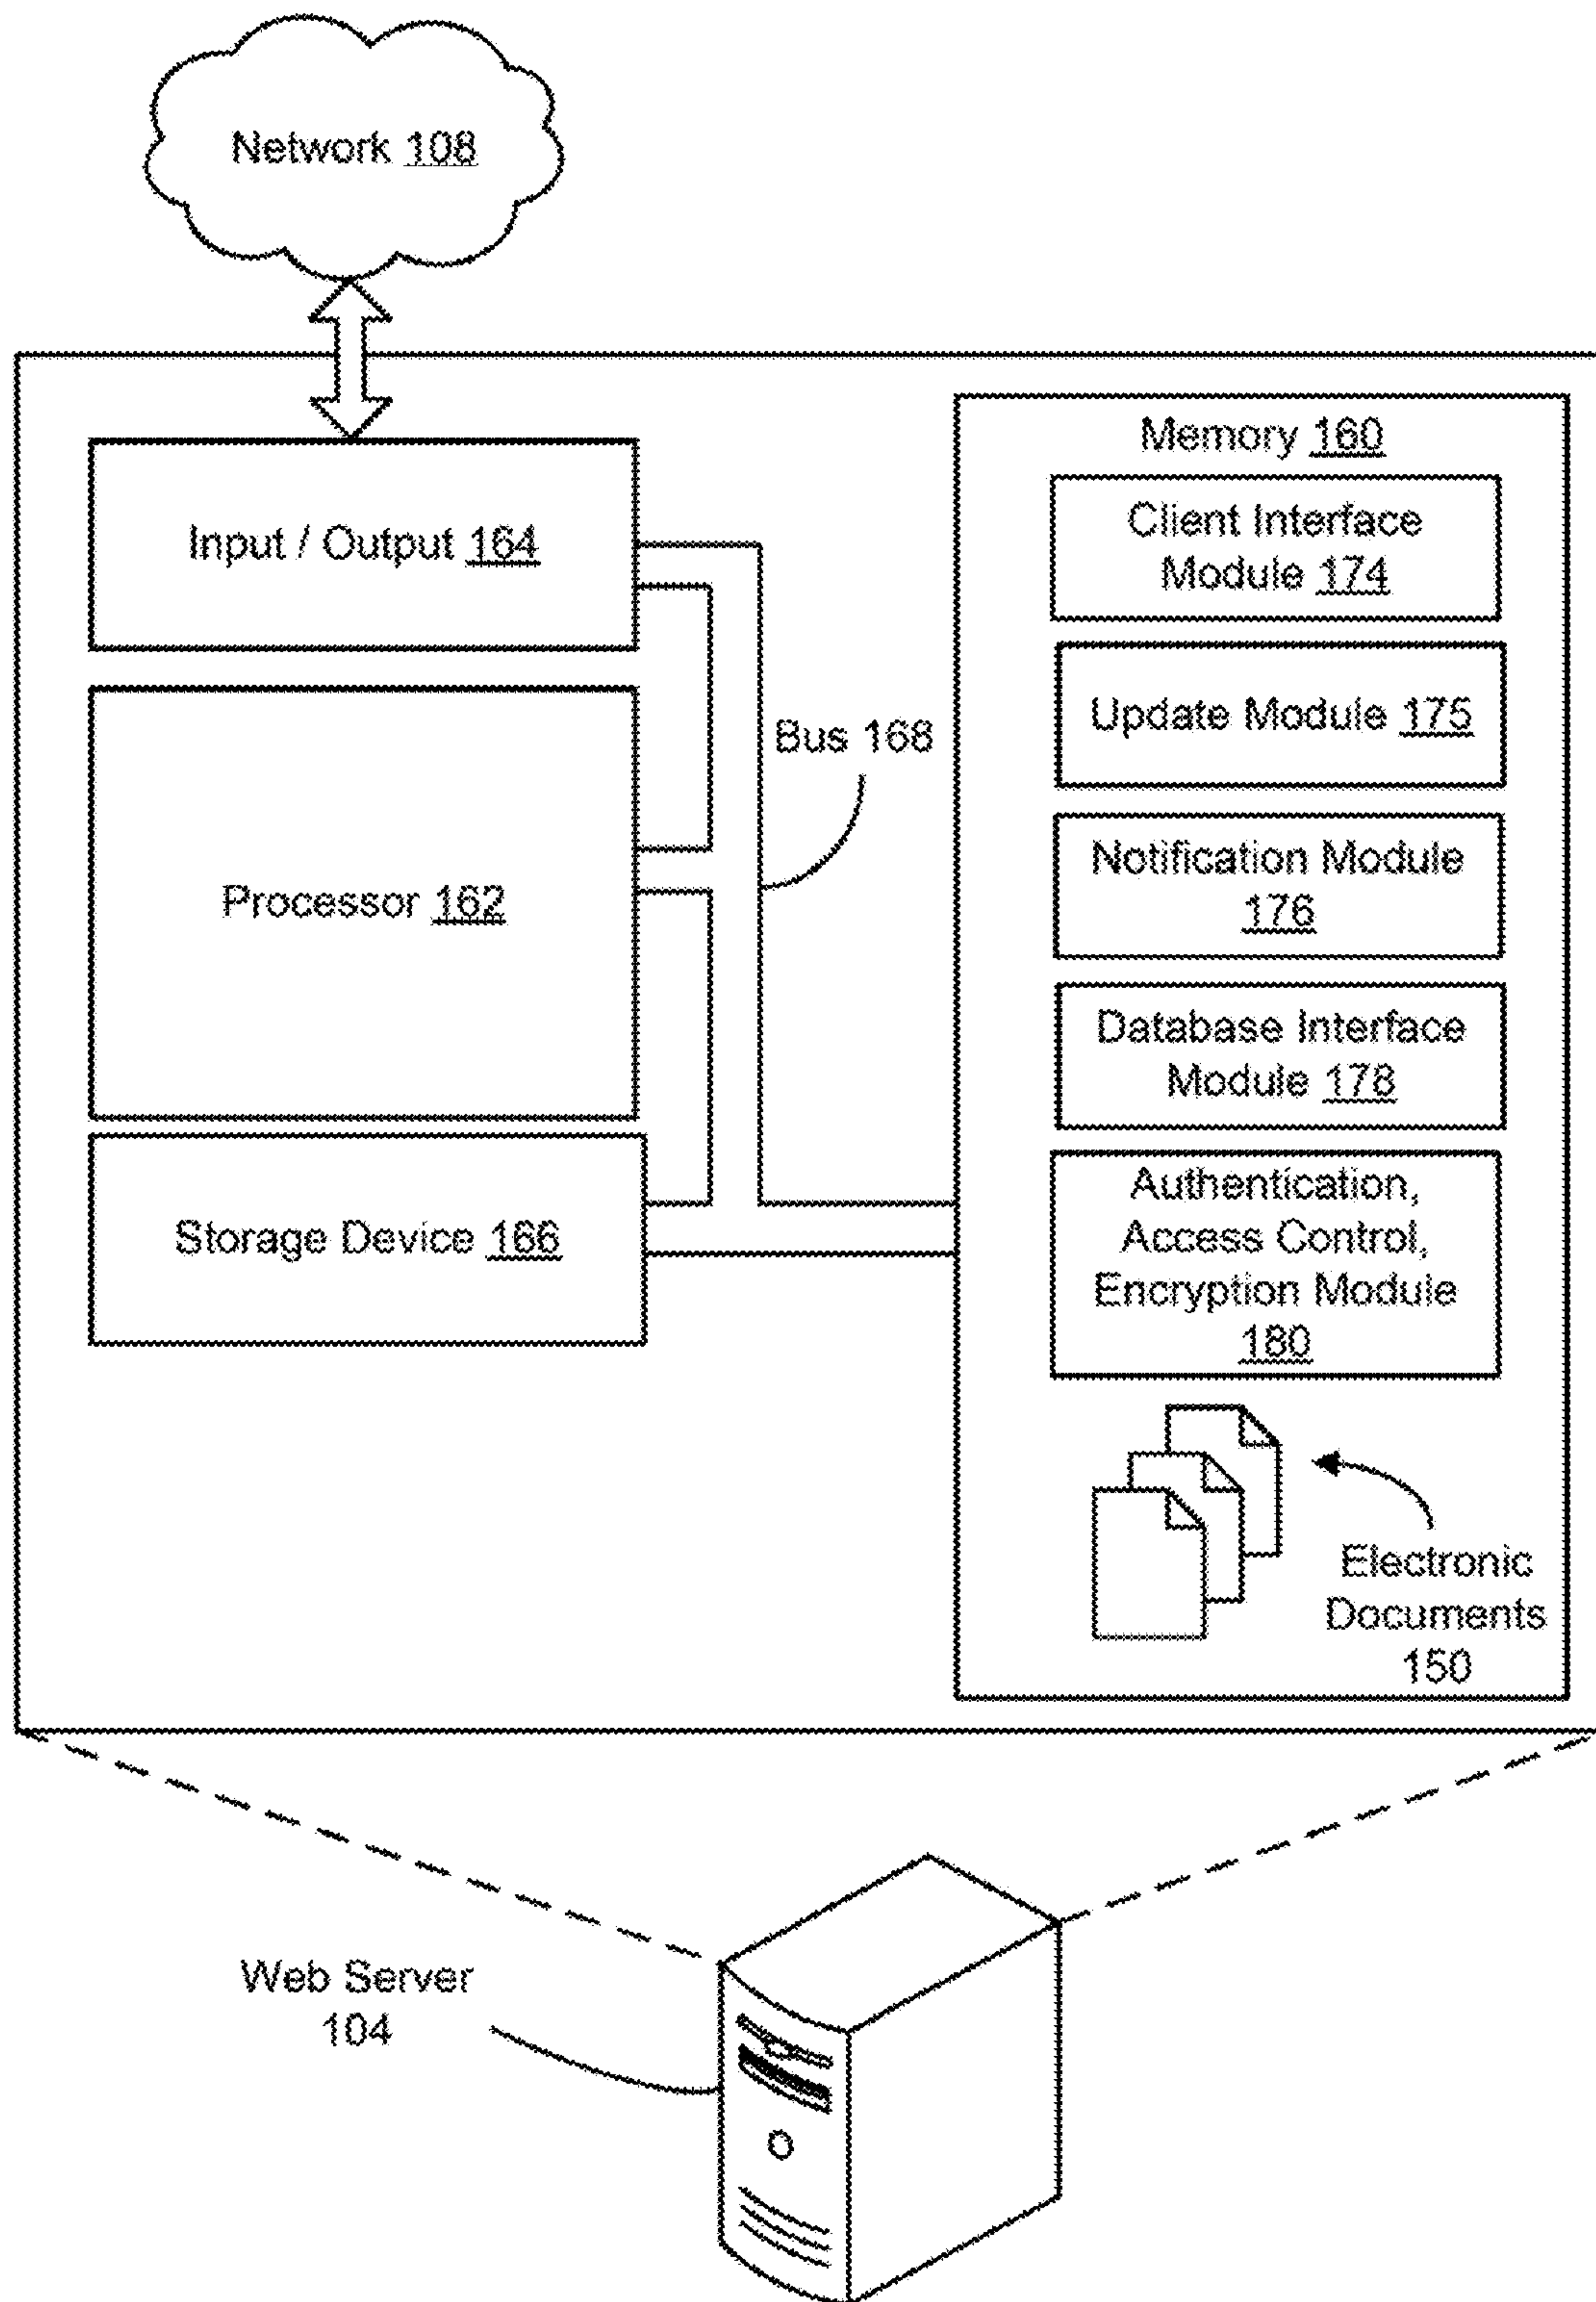 Network 108
Input / Output 164
Processor 162
Storage Device 166
Bus 168
Memory 160
Client Interface
Module 174
Update Module 175
Notification Module
176
Database Interface
Module 178
Authentication,
Access Control,
Encryption Module
180
Electronic
Documents
150
Web Server
104